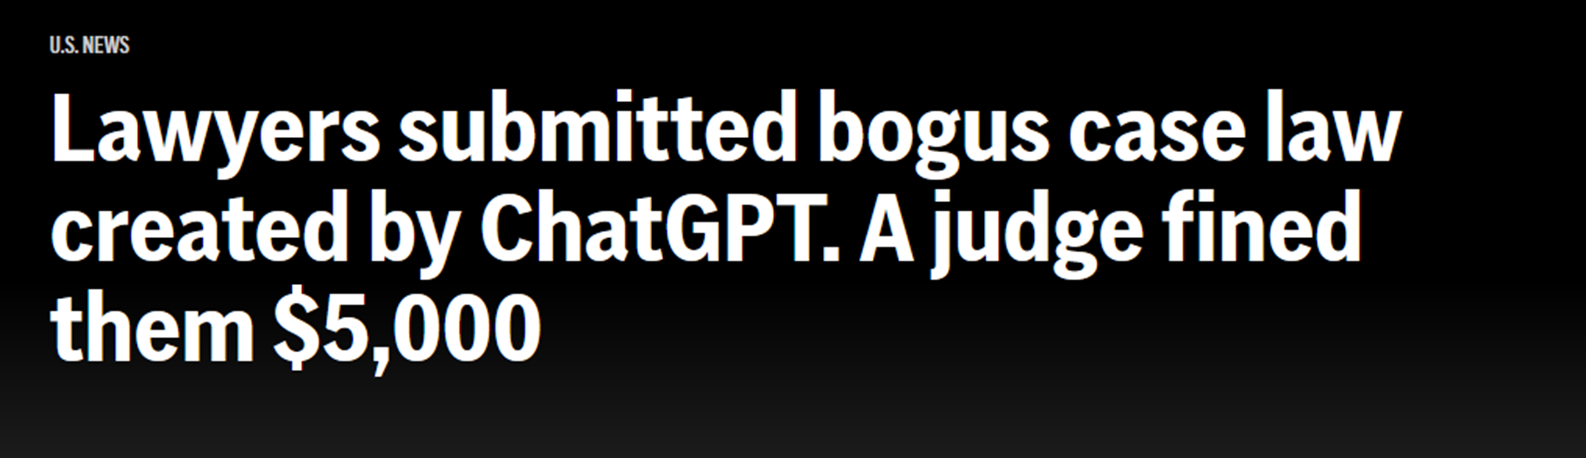 U.S. NEWS
Lawyers submitted bogus case law
created by ChatGPT. A judge fined
them $5,000